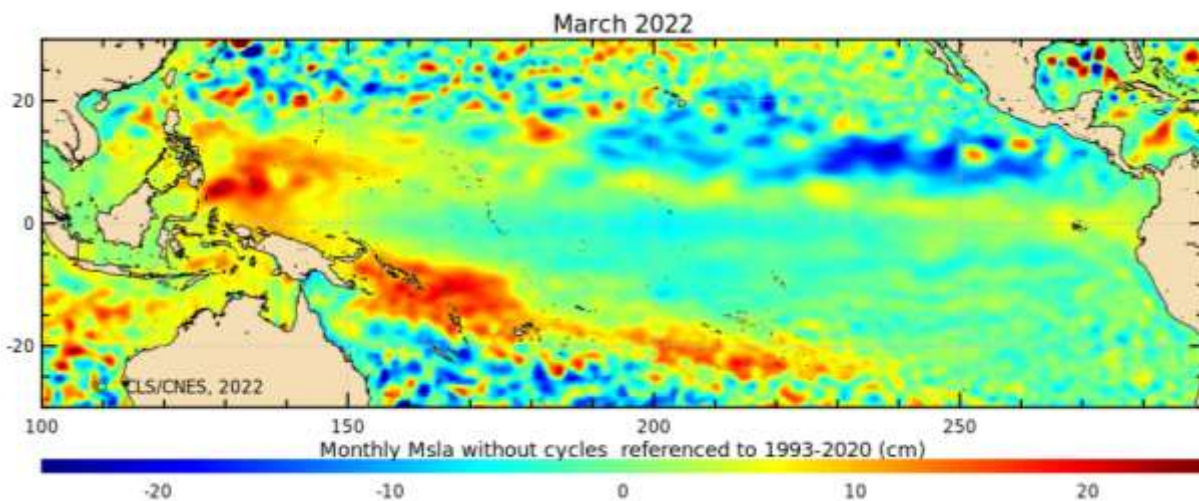 March 2022
20
0
-20
CLS/CNES, 2022
100 150 200 250
Monthly Msla without cycles referenced to 1993-2020 (cm)
-20 -10 0 10 20